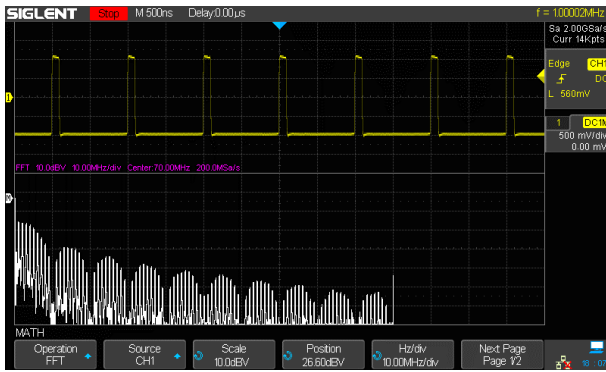 SIGLENT Stop M 500ns Delay:0.00µs f = 1.00002MHz
Sa 2.00GSa/s
Curr 14Kpts
Edge CH1
DC
L 560mV
1 DC1M
500 mV/div
0.00 mV
1
FFT 10.0dBV 10.00MHz/div Center:70.00MHz 200.0MSa/s
MATH
Operation
FFT
Source
CH1
Scale
10.0dBV
Position
26.60dBV
Hz/div
10.00MHz/div
Next Page
Page 1/2
18:07